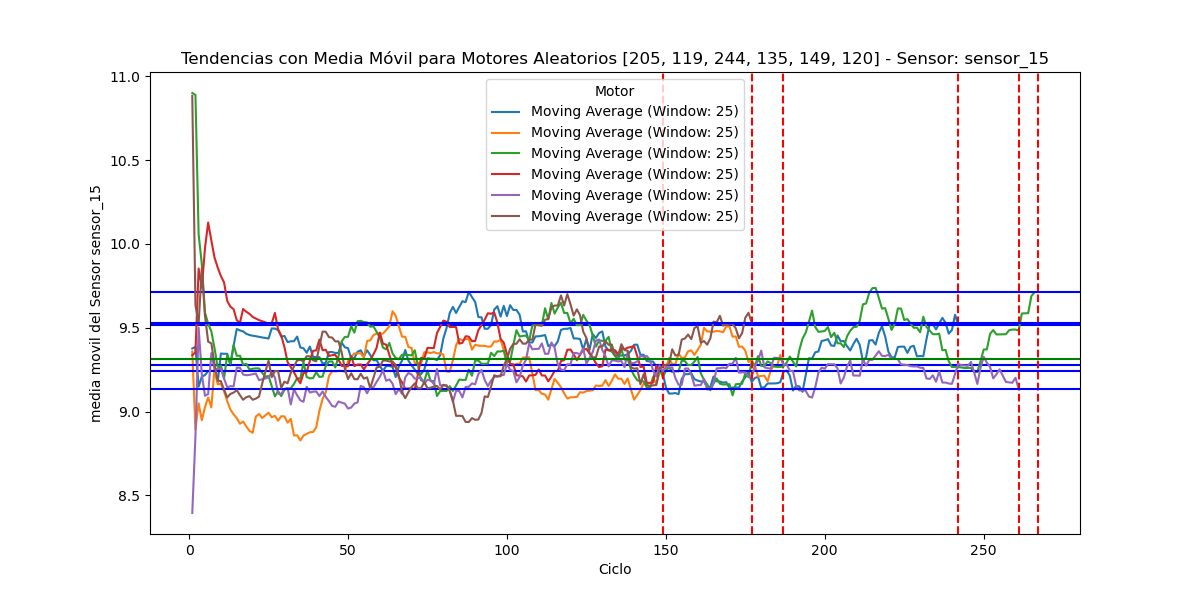 Tendencias con Media Móvil para Motores Aleatorios [205, 119, 244, 135, 149, 120] - Sensor: sensor_15
media movil del Sensor sensor_15
11.0
10.5
10.0
9.5
9.0
8.5
Motor
Moving Average (Window: 25)
Moving Average (Window: 25)
Moving Average (Window: 25)
Moving Average (Window: 25)
Moving Average (Window: 25)
Moving Average (Window: 25)
0 50 100 150 200 250
Ciclo